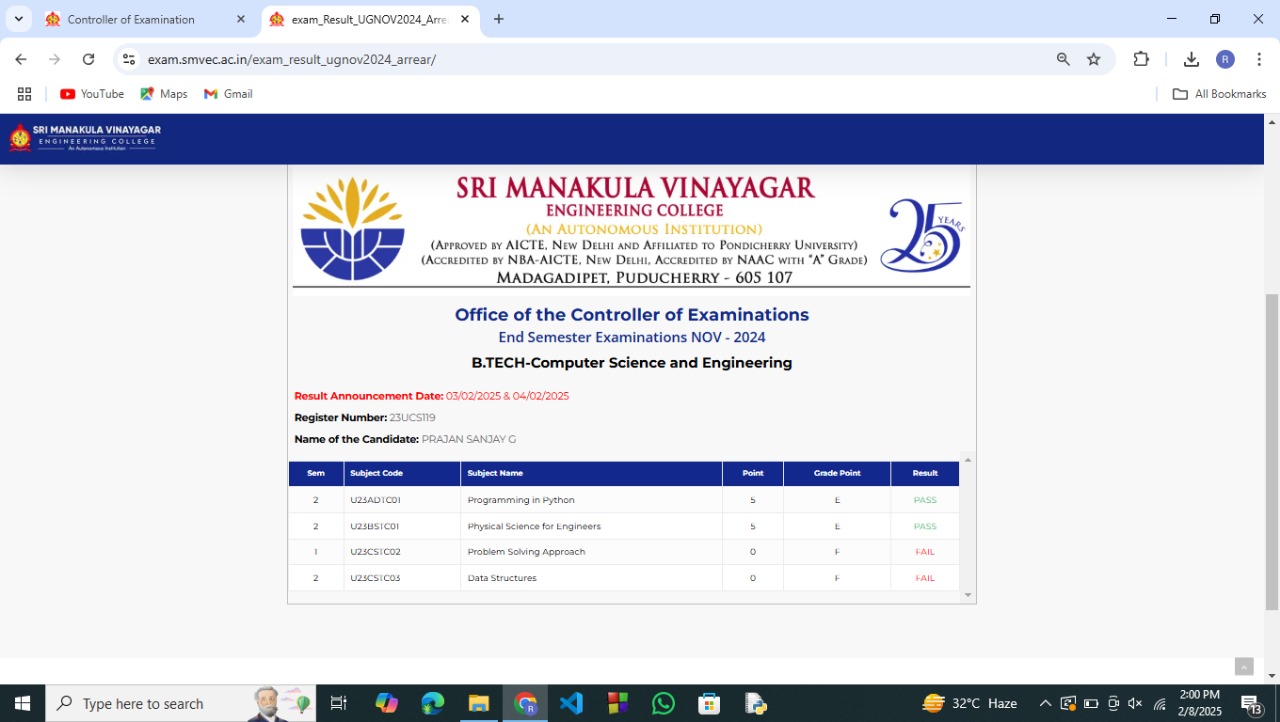 Controller of Examination
exam_Result_UGNOV2024_Arre
exam.smvec.ac.in/exam_result_ugnov2024_arrear/
R
YouTube
Maps
Gmail
All Bookmarks
SRI MANAKULA VINAYAGAR
ENGINEERING COLLEGE
An Autonomous Institution
SRI MANAKULA VINAYAGAR
ENGINEERING COLLEGE
(AN AUTONOMOUS INSTITUTION)
(APPROVED BY AICTE, NEW DELHI AND AFFILIATED TO PONDICHERRY UNIVERSITY)
(ACCREDITED BY NBA-AICTE, NEW DELHI, ACCREDITED BY NAAC WITH "A" GRADE)
MADAGADIPET, PUDUCHERRY - 605 107
25 YEARS
Office of the Controller of Examinations
End Semester Examinations NOV - 2024
B.TECH-Computer Science and Engineering
Result Announcement Date: 03/02/2025 & 04/02/2025
Register Number: 23UCS119
Name of the Candidate: PRAJAN SANJAY G
Sem Subject Code Subject Name Point Grade Point Result
2 U23ADTC01 Programming in Python 5 E PASS
2 U23BSTC01 Physical Science for Engineers 5 E PASS
1 U23CSTC02 Problem Solving Approach 0 F FAIL
2 U23CSTC03 Data Structures 0 F FAIL
Type here to search
R
32°C Haze
2:00 PM
2/8/2025
13